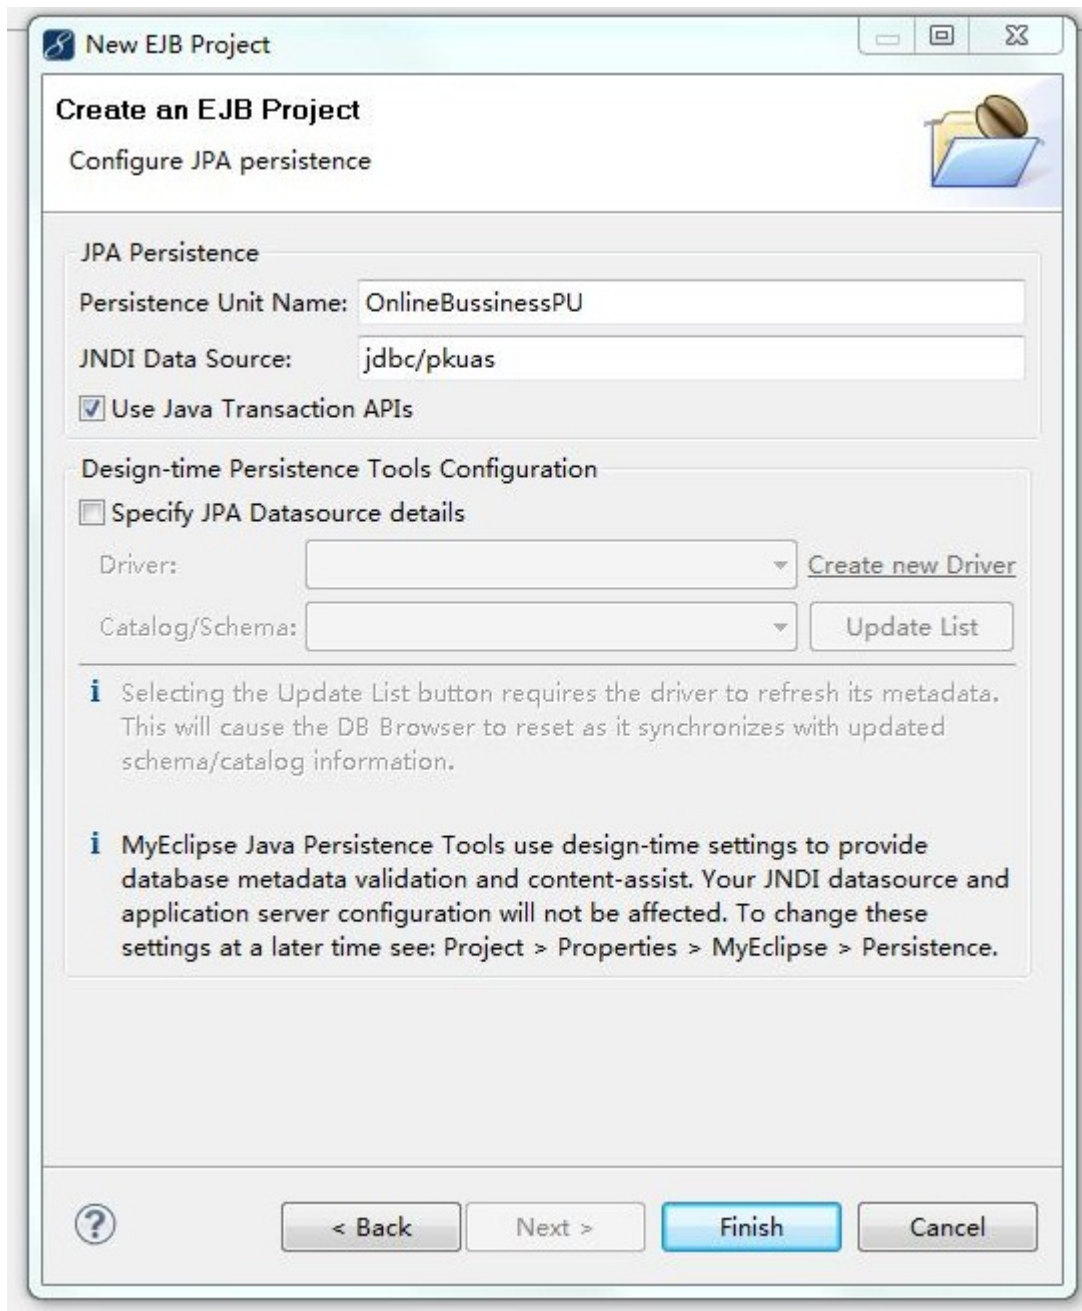 New EJB Project
Create an EJB Project
Configure JPA persistence
JPA Persistence
Persistence Unit Name: OnlineBussinessPU
JNDI Data Source: jdbc/pkuas
Use Java Transaction APIs
Design-time Persistence Tools Configuration
Specify JPA Datasource details
Driver: Create new Driver
Catalog/Schema: Update List
i Selecting the Update List button requires the driver to refresh its metadata.
This will cause the DB Browser to reset as it synchronizes with updated
schema/catalog information.
i MyEclipse Java Persistence Tools use design-time settings to provide
database metadata validation and content-assist. Your JNDI datasource and
application server configuration will not be affected. To change these
settings at a later time see: Project > Properties > MyEclipse > Persistence.
? < Back Next > Finish Cancel